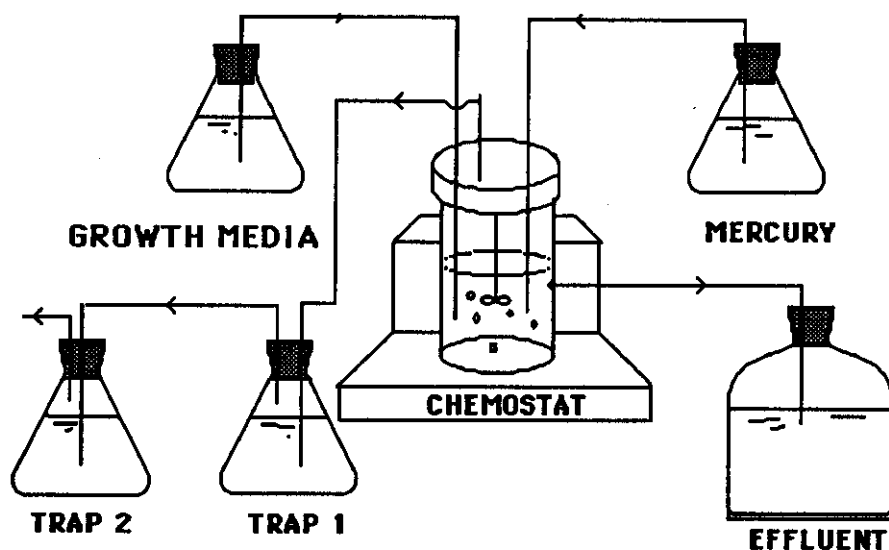 GROWTH MEDIA
MERCURY
CHEMOSTAT
TRAP 2
TRAP 1
EFFLUENT